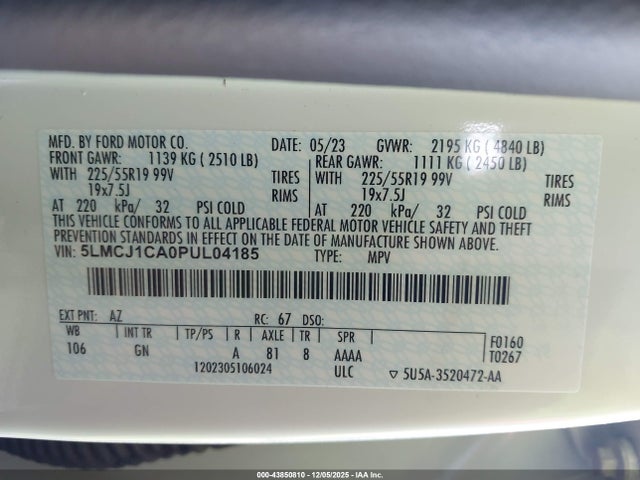 MFD. BY FORD MOTOR CO.
DATE: 05/23 GVWR: 2195 KG ( 4840 LB)
FRONT GAWR: 1139 KG ( 2510 LB)
REAR GAWR: 1111 KG ( 2450 LB)
WITH 225/55R19 99V TIRES
WITH 225/55R19 99V TIRES
19x7.5J RIMS
19x7.5J RIMS
AT 220 kPa/ 32 PSI COLD
AT 220 kPa/ 32 PSI COLD
THIS VEHICLE CONFORMS TO ALL APPLICABLE FEDERAL MOTOR VEHICLE SAFETY AND THEFT
PREVENTION STANDARDS IN EFFECT ON THE DATE OF MANUFACTURE SHOWN ABOVE.
VIN: 5LMCJ1CA0PUL04185 TYPE: MPV
EXT PNT: AZ RC: 67 DSO:
WB INT TR TP/PS R AXLE TR SPR
106 GN A 81 8 AAAA
ULC
F0160
T0267
1202305106024
▽ 5U5A-3520472-AA
000-43850810 - 12/05/2025 - IAA Inc.